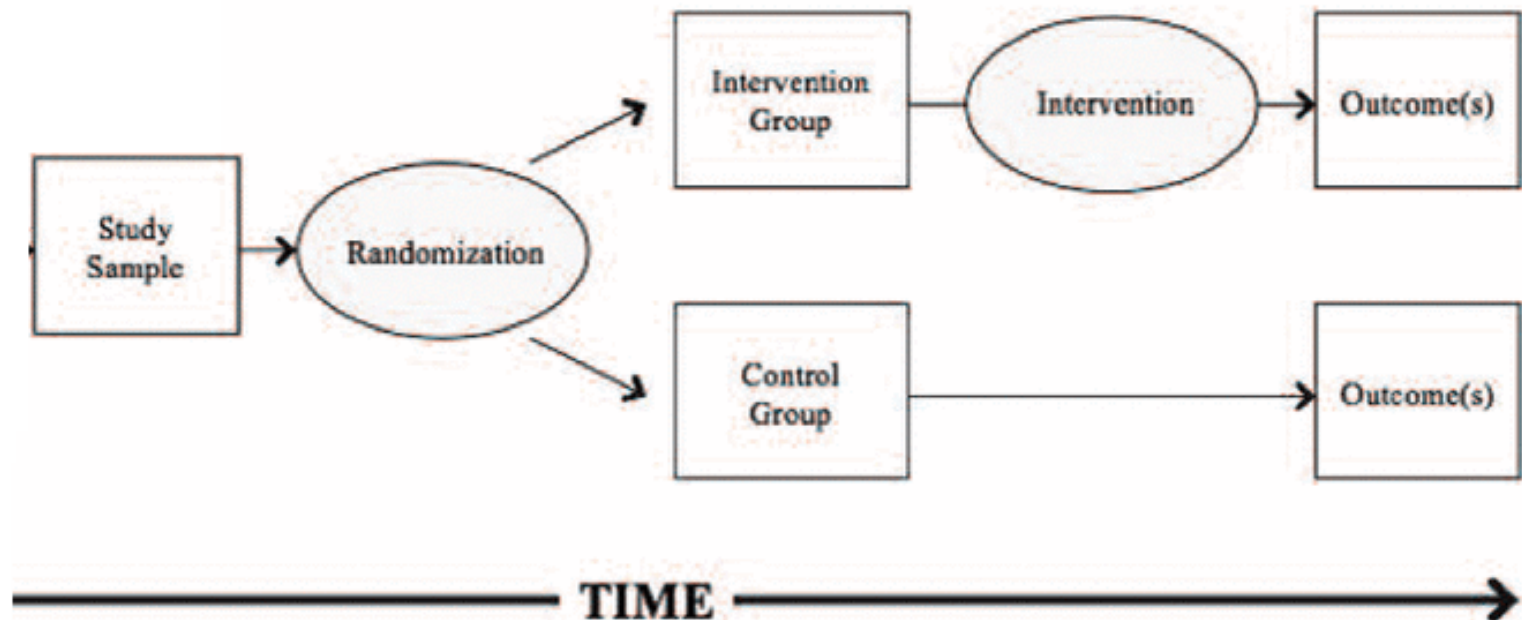 Study
Sample
Randomization
Intervention
Group
Intervention
Outcome(s)
Control
Group
Outcome(s)
TIME